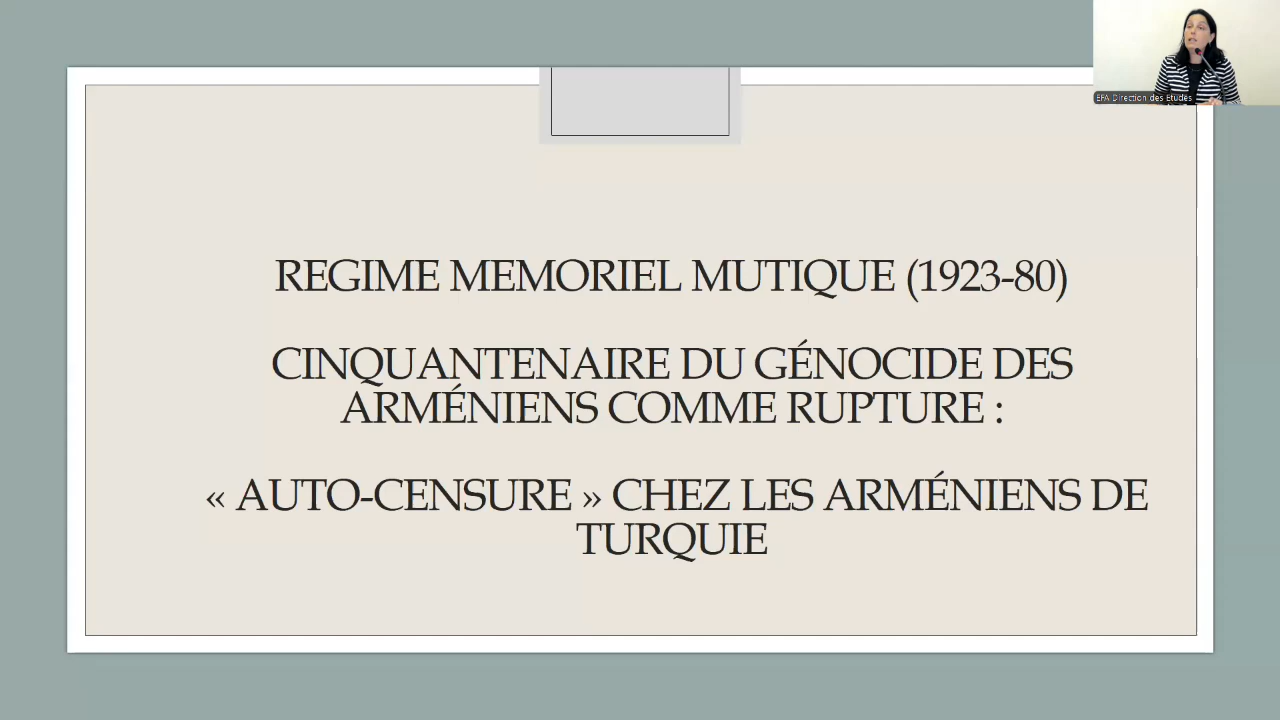 EFA Direction des Etudes
REGIME MEMORIEL MUTIQUE (1923-80)
CINQUANTENAIRE DU GÉNOCIDE DES
ARMÉNIENS COMME RUPTURE :
« AUTO-CENSURE » CHEZ LES ARMÉNIENS DE
TURQUIE